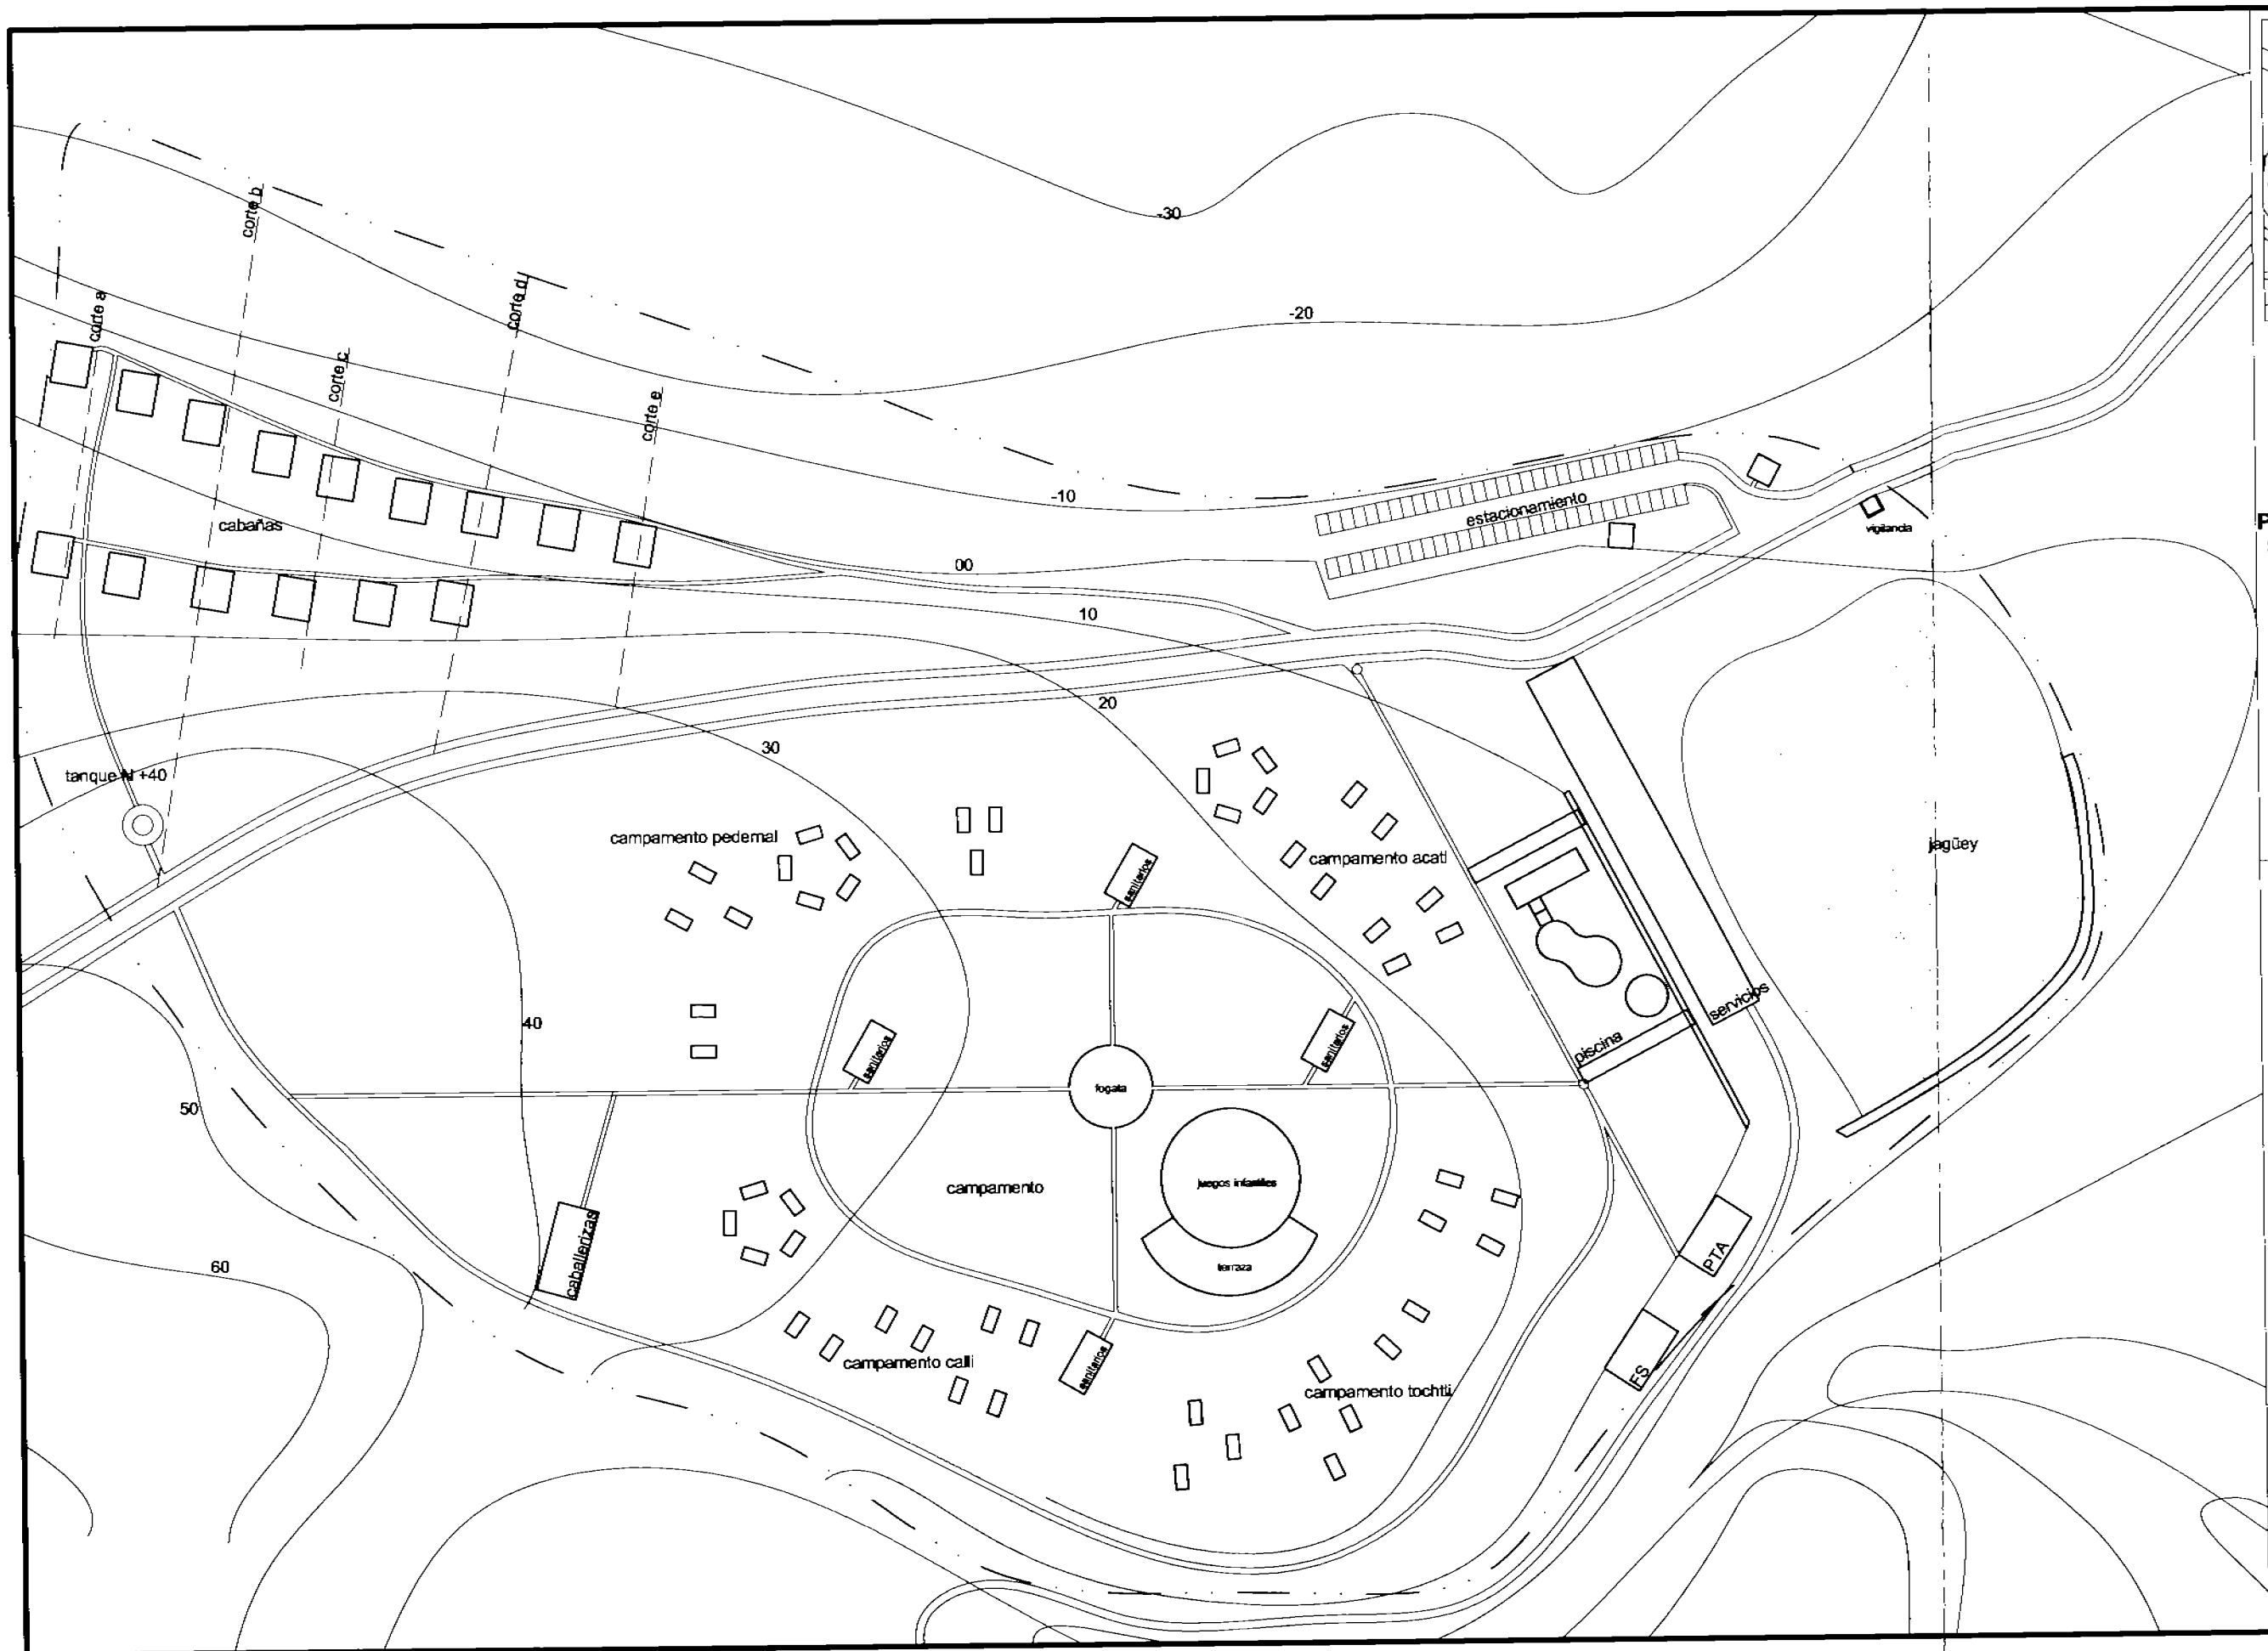 corte b
-30
corte d
corte a
-20
corte c
corte e
-10
estacionamiento
cabañas
vigilancia
P
00
10
20
30
tanque N +40
campamento pedernal
campamento acatl
jagüey
sanitarios
40
servicios
piscina
sanitarios
sanitarios
fogata
50
campamento
juegos infantiles
caballerizas
terraza
60
PTA
campamento calli
sanitarios
FS
campamento tochtli